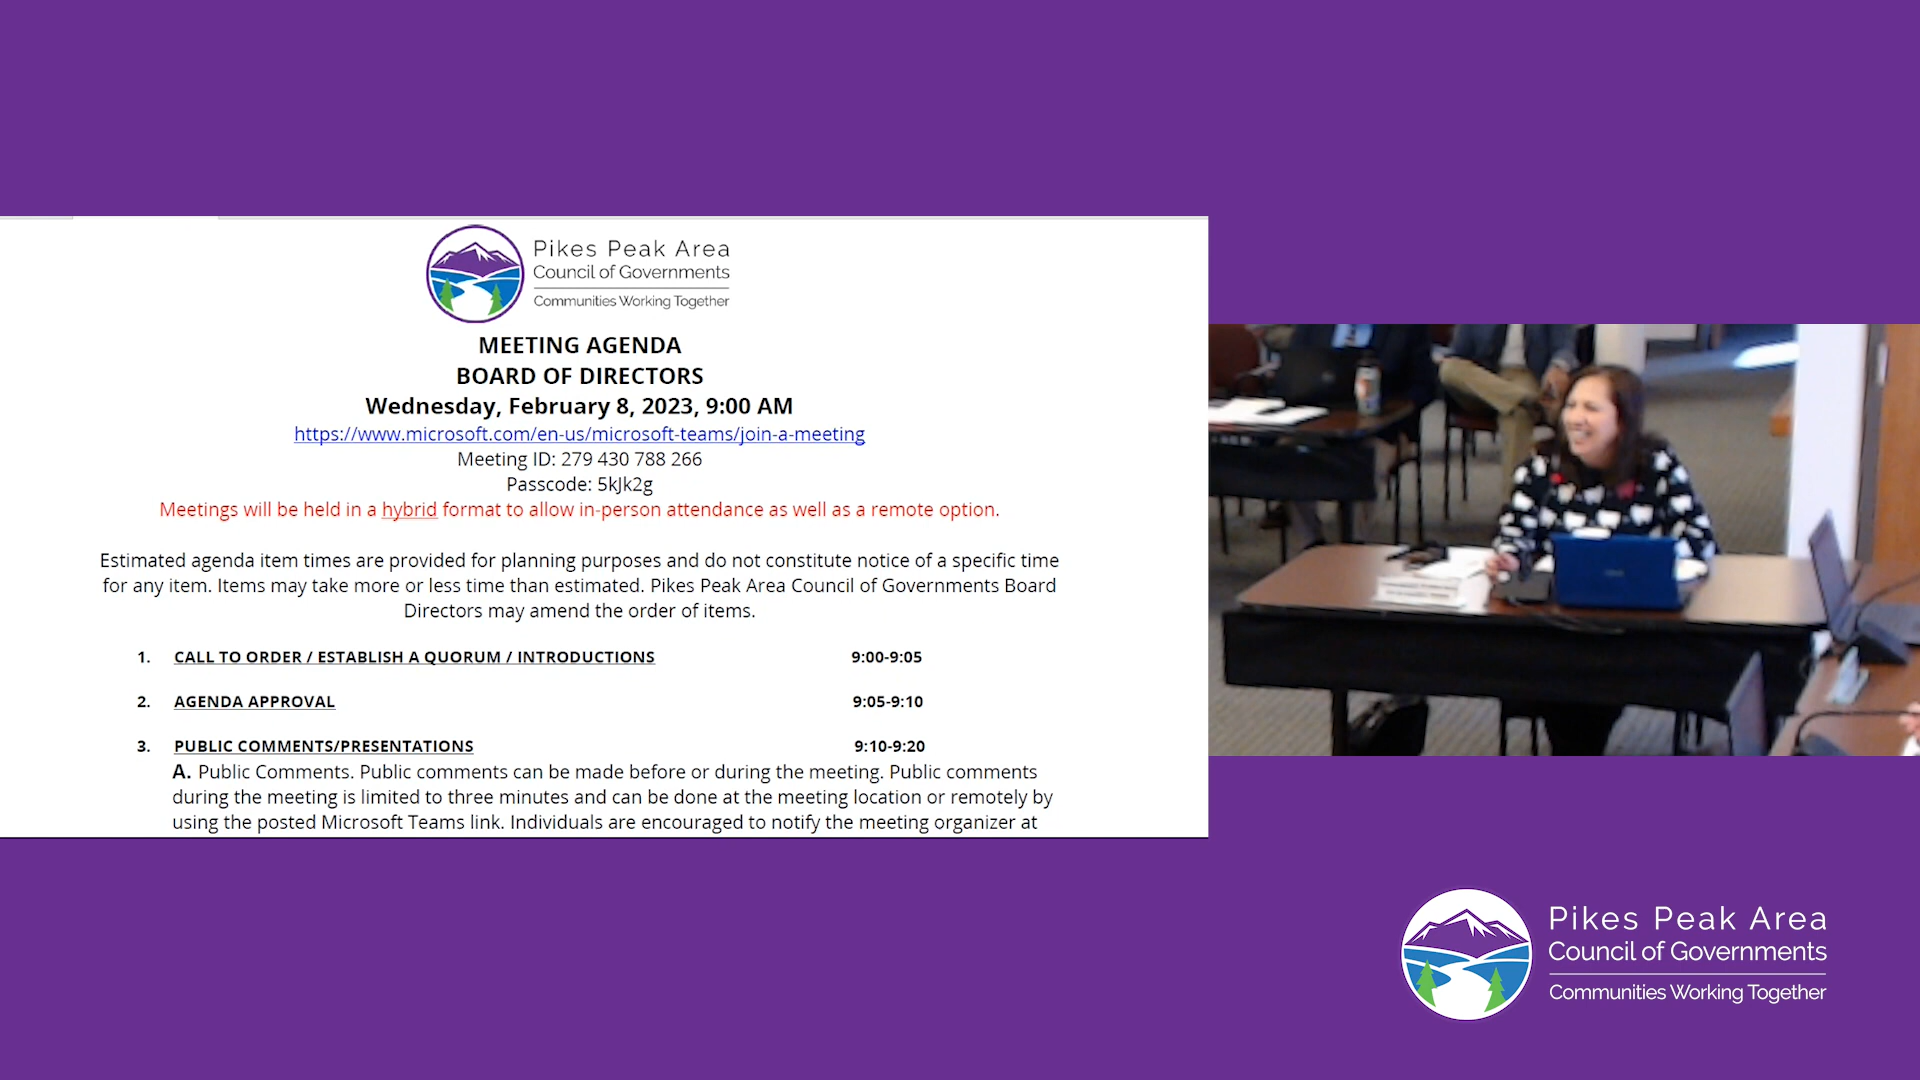 Pikes Peak Area
Council of Governments
Communities Working Together
MEETING AGENDA
BOARD OF DIRECTORS
Wednesday, February 8, 2023, 9:00 AM
https://www.microsoft.com/en-us/microsoft-teams/join-a-meeting
Meeting ID: 279 430 788 266
Passcode: 5kJk2g
Meetings will be held in a hybrid format to allow in-person attendance as well as a remote option.
Estimated agenda item times are provided for planning purposes and do not constitute notice of a specific time
for any item. Items may take more or less time than estimated. Pikes Peak Area Council of Governments Board
Directors may amend the order of items.
1. CALL TO ORDER / ESTABLISH A QUORUM / INTRODUCTIONS 9:00-9:05
2. AGENDA APPROVAL 9:05-9:10
3. PUBLIC COMMENTS/PRESENTATIONS 9:10-9:20
A. Public Comments. Public comments can be made before or during the meeting. Public comments
during the meeting is limited to three minutes and can be done at the meeting location or remotely by
using the posted Microsoft Teams link. Individuals are encouraged to notify the meeting organizer at
Pikes Peak Area
Council of Governments
Communities Working Together